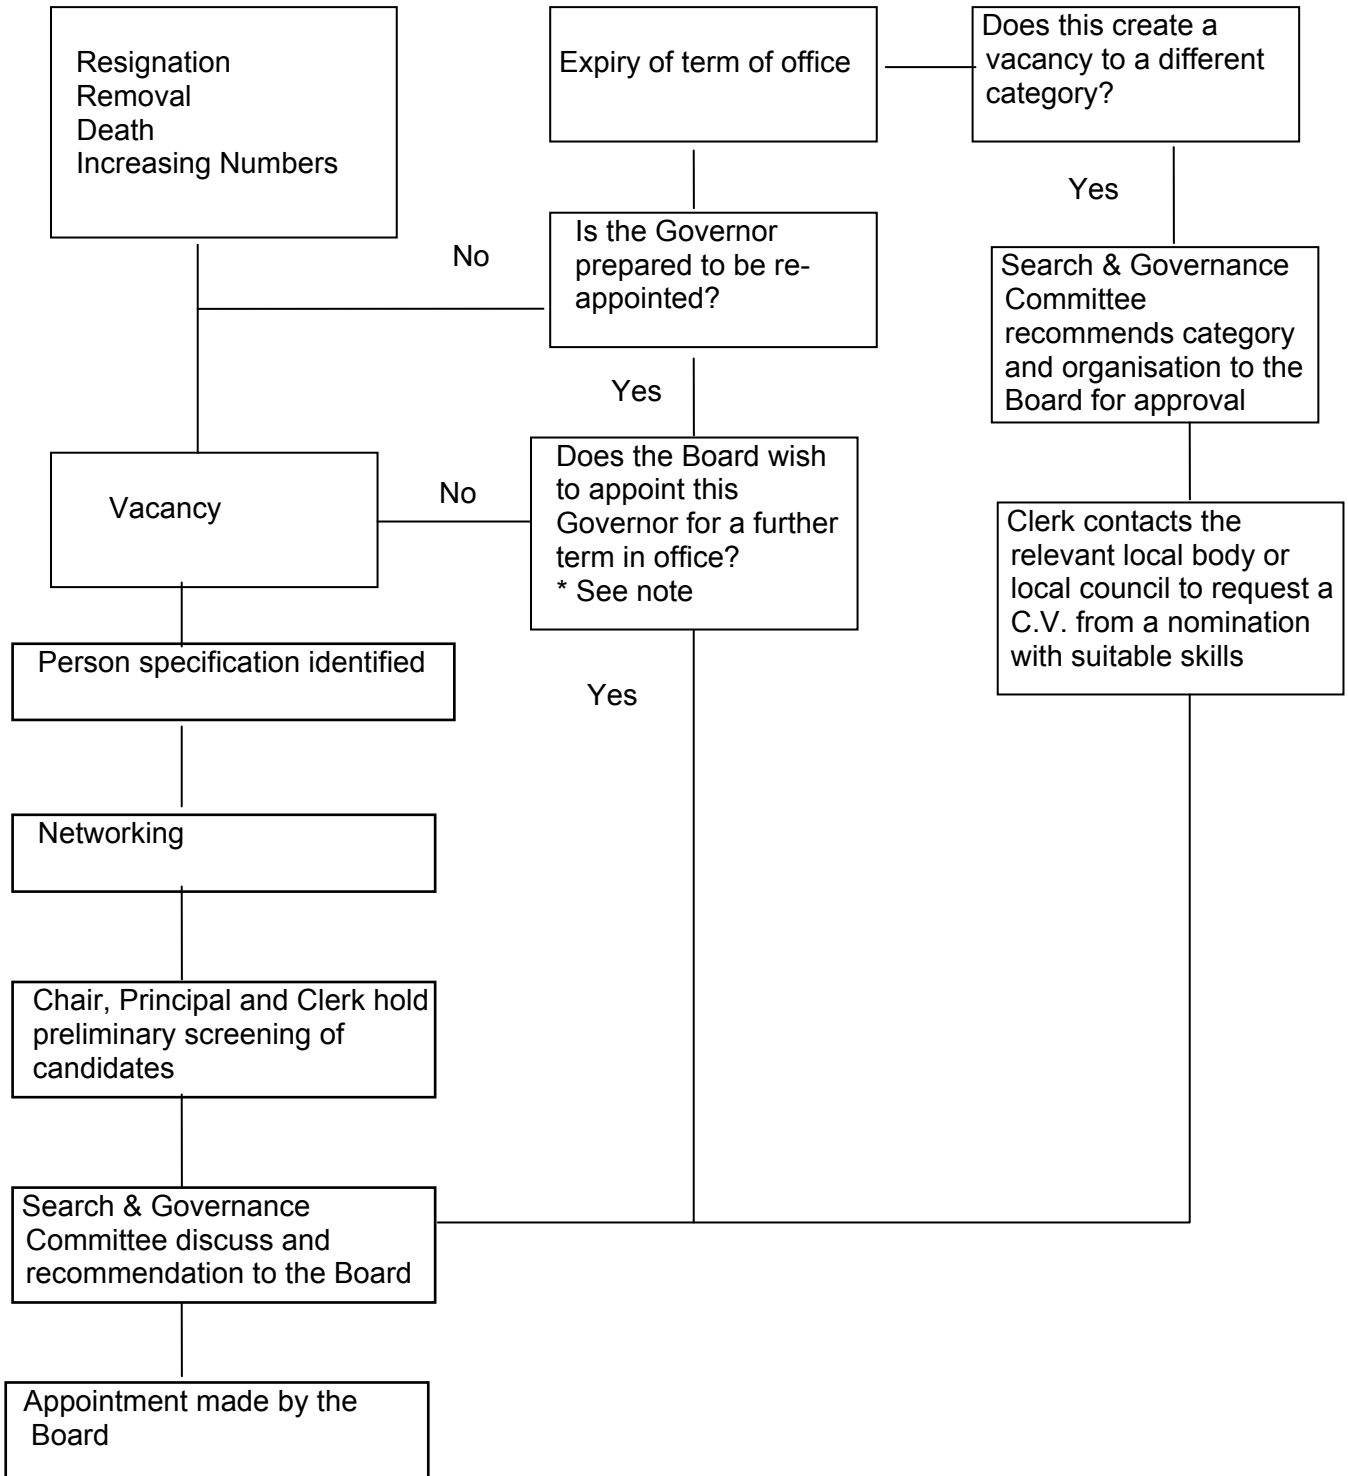 Resignation
Removal
Death
Increasing Numbers
Expiry of term of office
Does this create a
vacancy to a different
category?
Yes
No
Is the Governor
prepared to be re-
appointed?
Search & Governance
Committee
recommends category
and organisation to the
Board for approval
Yes
Vacancy
No
Does the Board wish
to appoint this
Governor for a further
term in office?
* See note
Clerk contacts the
relevant local body or
local council to request a
C.V. from a nomination
with suitable skills
Person specification identified
Yes
Networking
Chair, Principal and Clerk hold
preliminary screening of
candidates
Search & Governance
Committee discuss and
recommendation to the Board
Appointment made by the
Board